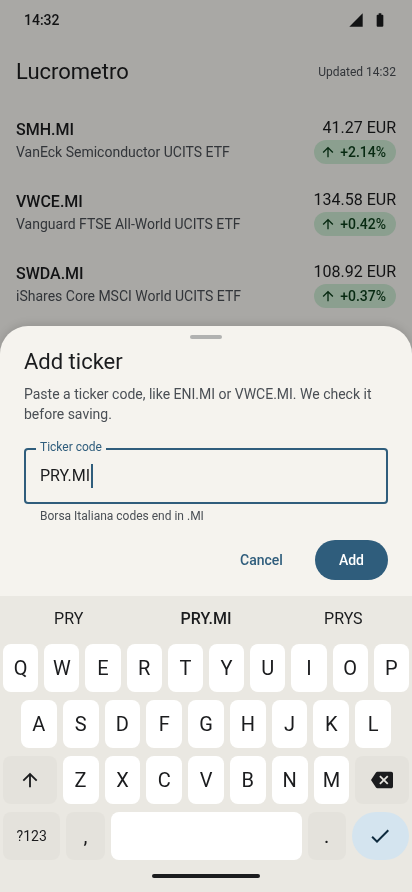 14:32
Lucrometro
Updated 14:32
SMH.MI
41.27 EUR
VanEck Semiconductor UCITS ETF
+2.14%
VWCE.MI
134.58 EUR
Vanguard FTSE All-World UCITS ETF
+0.42%
SWDA.MI
108.92 EUR
iShares Core MSCI World UCITS ETF
+0.37%
Add ticker
Paste a ticker code, like ENI.MI or VWCE.MI. We check it
before saving.
Ticker code
PRY.MI
Borsa Italiana codes end in .MI
Cancel
Add
PRY
PRY.MI
PRYS
Q W E R T Y U I O P
A S D F G H J K L
Z X C V B N M
?123 , .